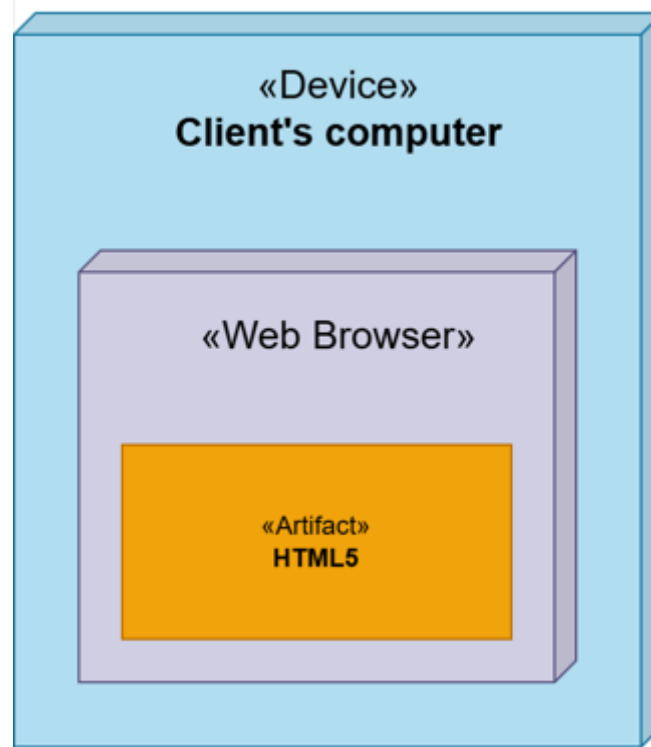 «Device»
Client's computer
«Web Browser»
«Artifact»
HTML5